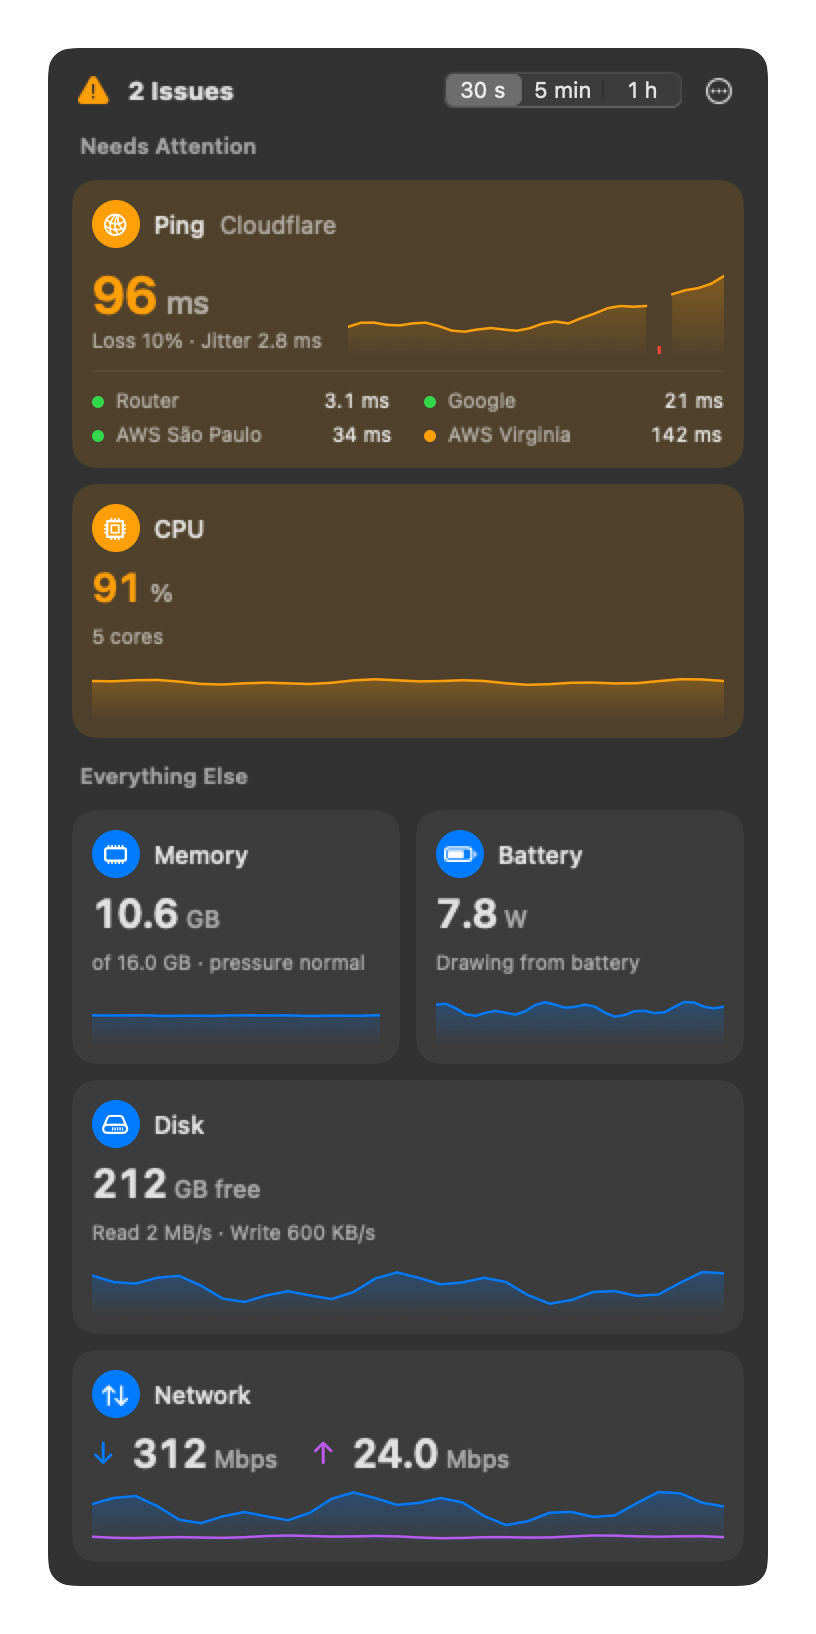 2 Issues
30 s 5 min 1 h
Needs Attention
Ping Cloudflare
96 ms
Loss 10% · Jitter 2.8 ms
Router 3.1 ms
Google 21 ms
AWS São Paulo 34 ms
AWS Virginia 142 ms
CPU
91 %
5 cores
Everything Else
Memory
10.6 GB
of 16.0 GB · pressure normal
Battery
7.8 W
Drawing from battery
Disk
212 GB free
Read 2 MB/s · Write 600 KB/s
Network
↓ 312 Mbps ↑ 24.0 Mbps